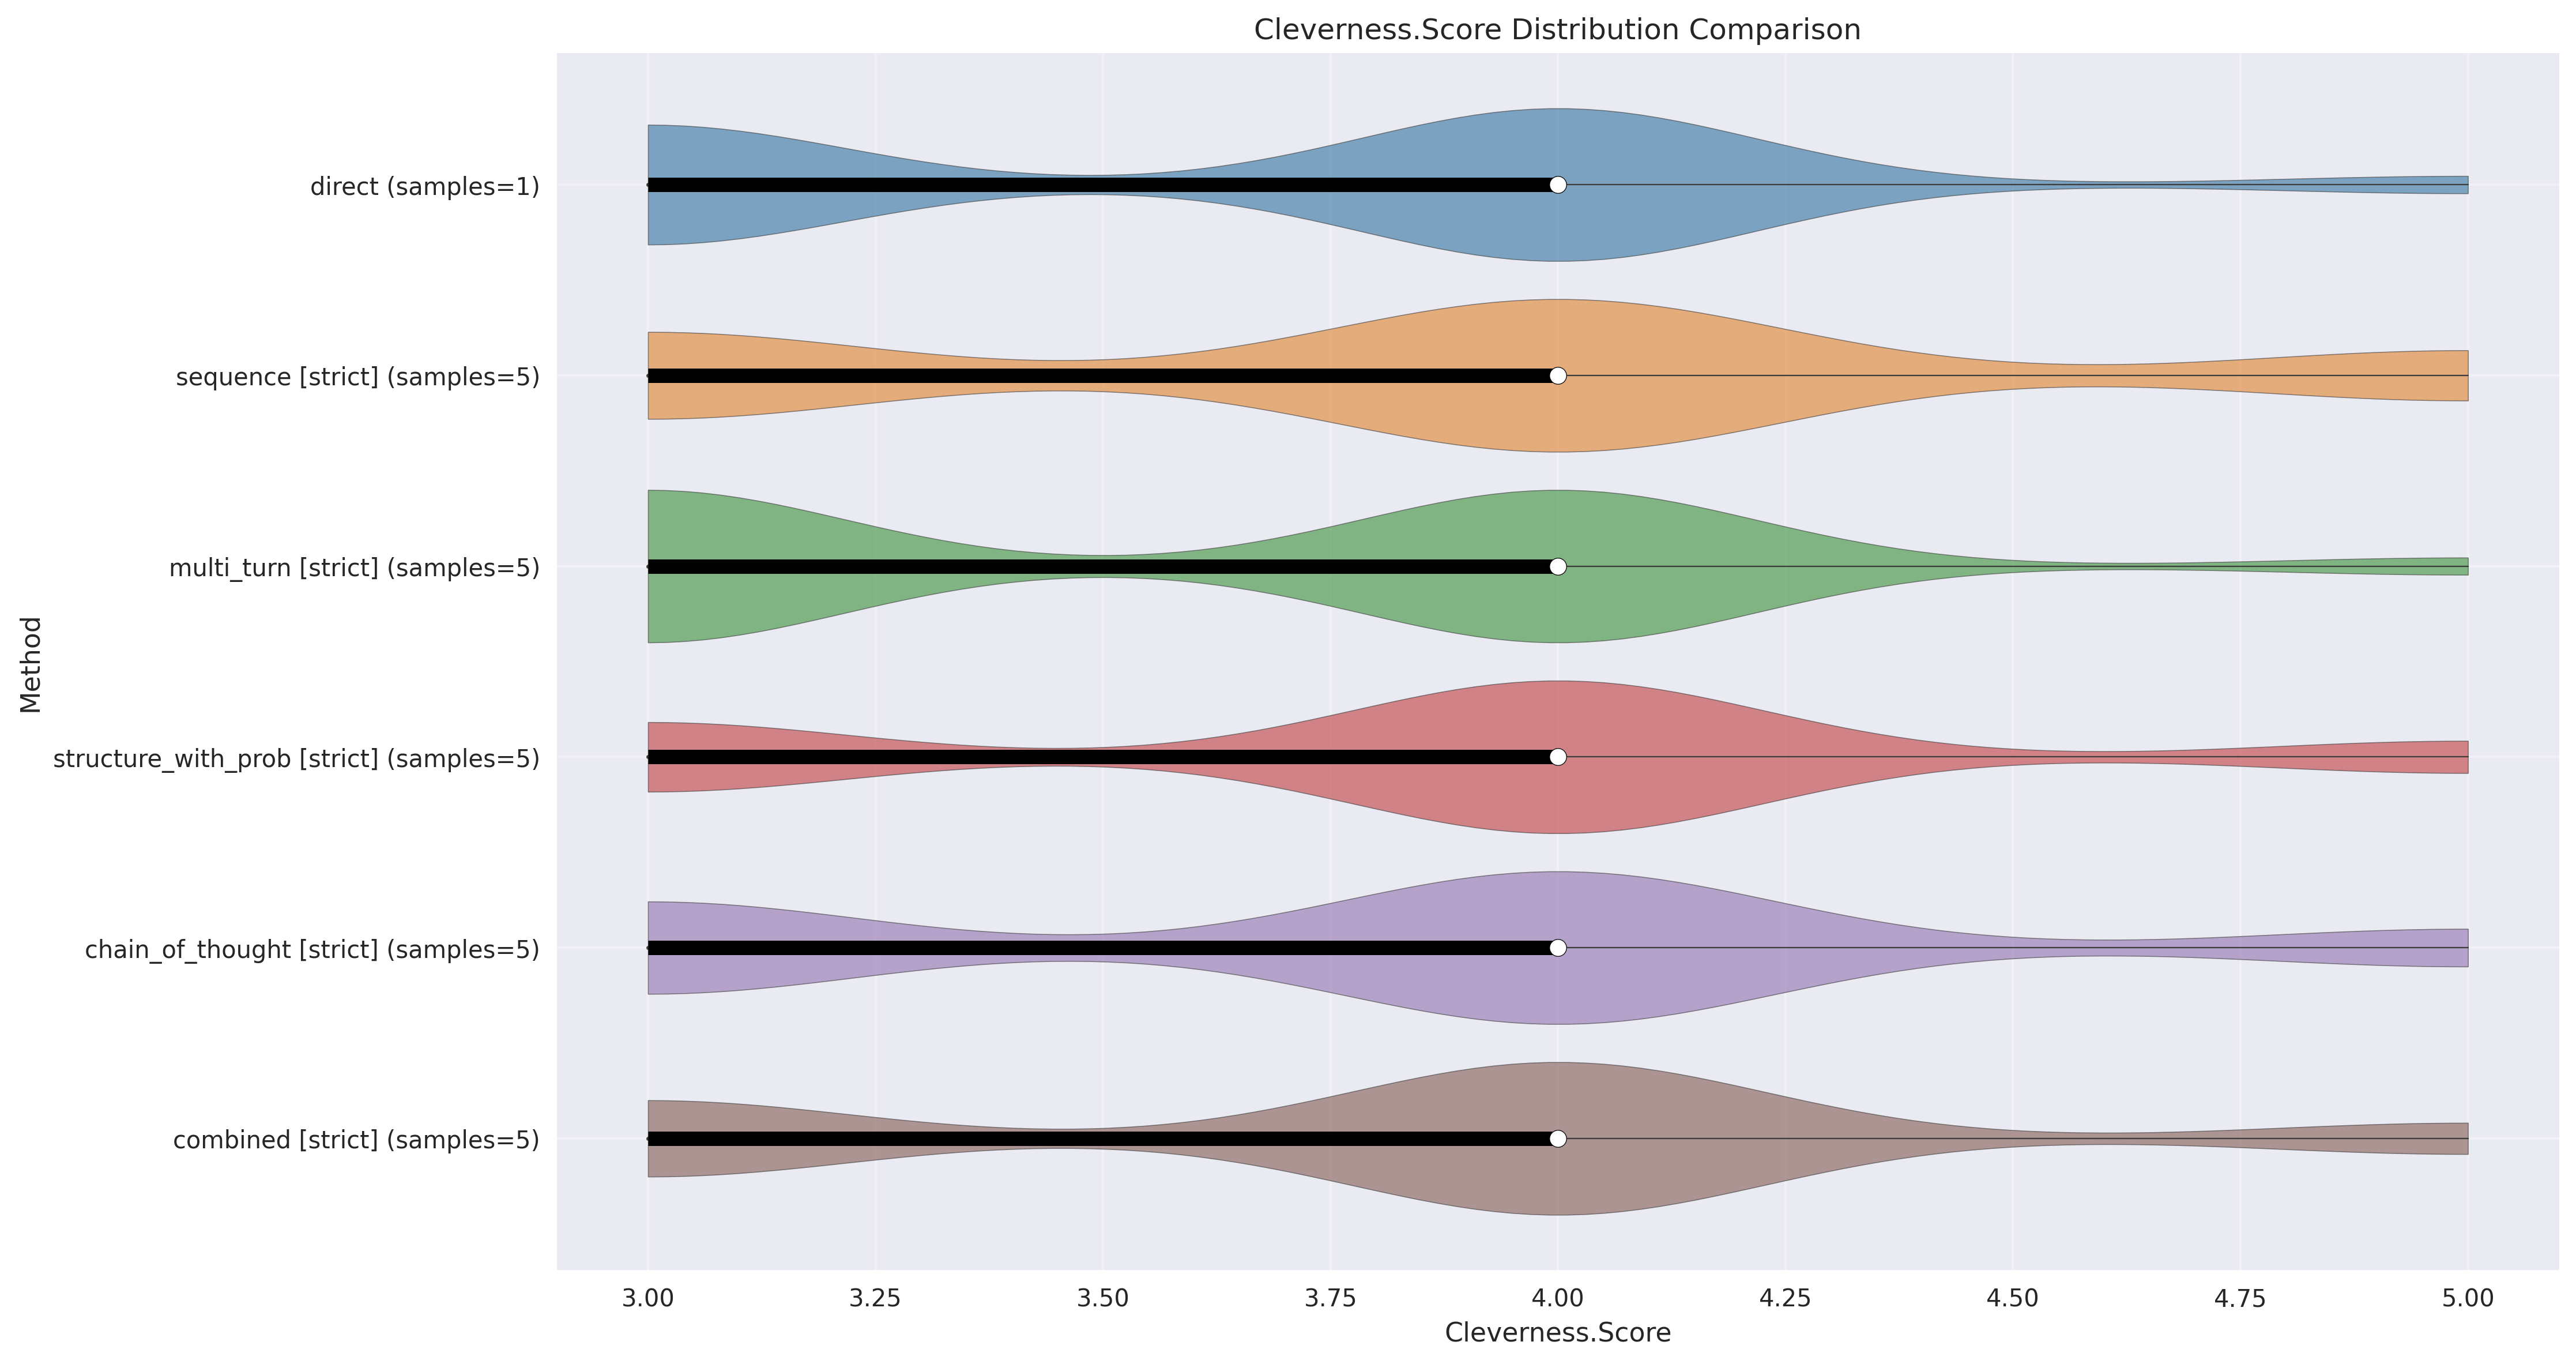 Cleverness.Score Distribution Comparison
Method
direct (samples=1)
sequence [strict] (samples=5)
multi_turn [strict] (samples=5)
structure_with_prob [strict] (samples=5)
chain_of_thought [strict] (samples=5)
combined [strict] (samples=5)
3.00 3.25 3.50 3.75 4.00 4.25 4.50 4.75 5.00
Cleverness.Score